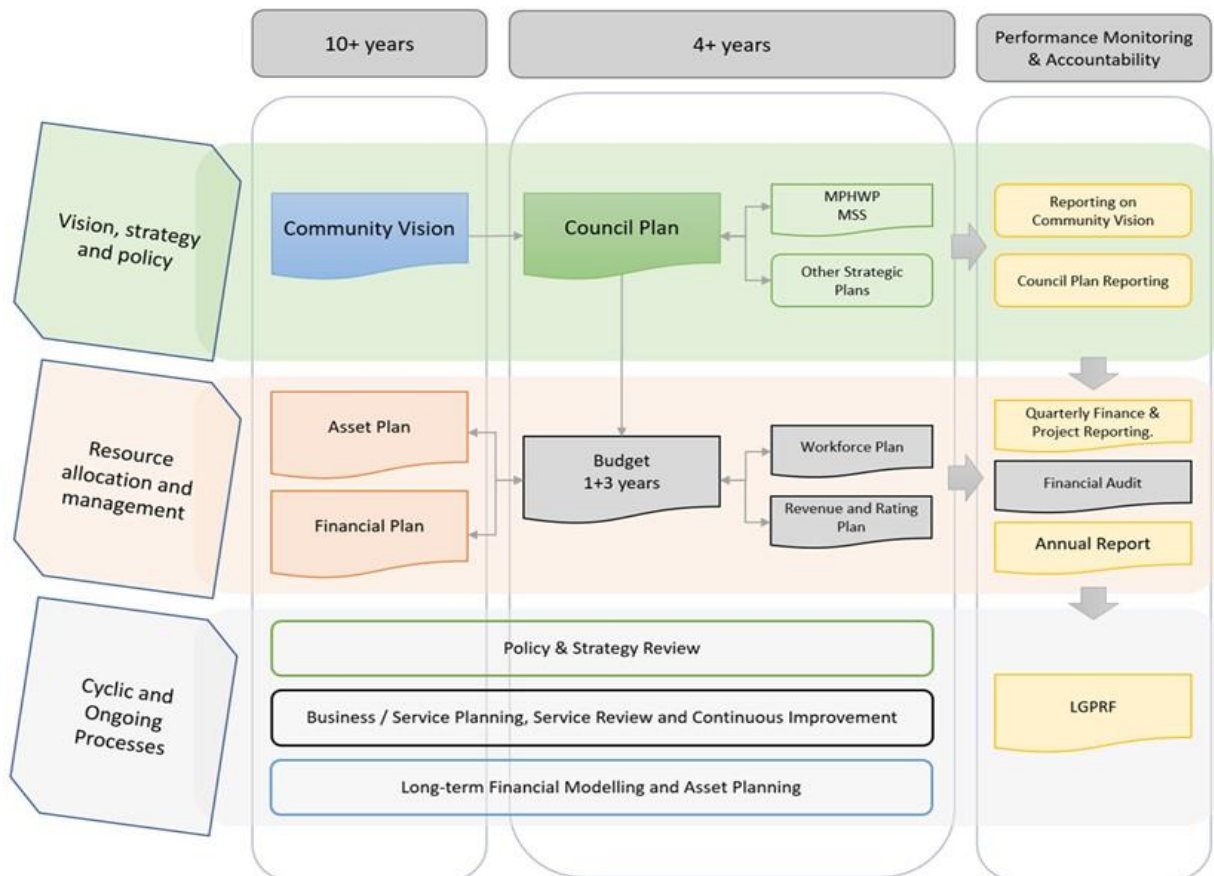 10+ years
4+ years
Performance Monitoring
& Accountability
Vision, strategy
and policy
Community Vision
Council Plan
MPHWP
MSS
Other Strategic
Plans
Reporting on
Community Vision
Council Plan Reporting
Resource
allocation and
management
Asset Plan
Financial Plan
Budget
1+3 years
Workforce Plan
Revenue and Rating
Plan
Quarterly Finance &
Project Reporting.
Financial Audit
Annual Report
Cyclic and
Ongoing
Processes
Policy & Strategy Review
Business / Service Planning, Service Review and Continuous Improvement
Long-term Financial Modelling and Asset Planning
LGPRF